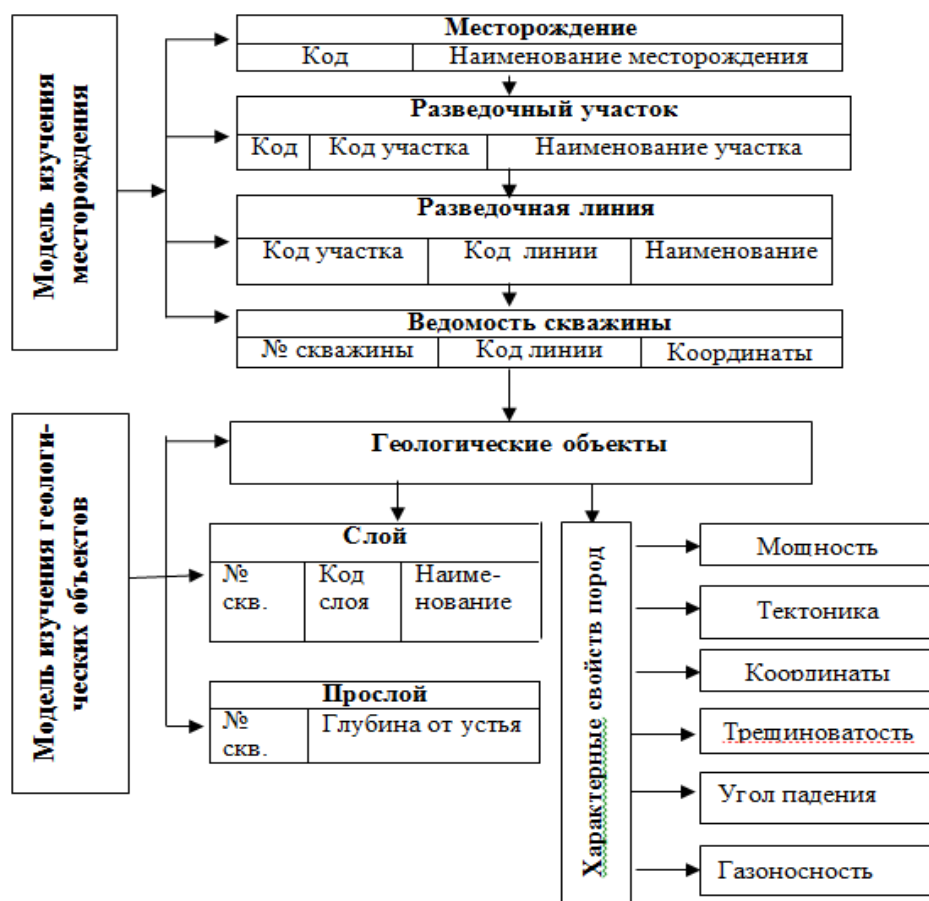 Модель изучения
месторождения
Месторождение
Код Наименование месторождения
Разведочный участок
Код Код участка Наименование участка
Разведочная линия
Код участка Код линии Наименование
Ведомость скважины
№ скважины Код линии Координаты
Модель изучения геологи-
ческих объектов
Геологические объекты
Слой
№ Код Наиме-
скв. слоя нование
Прослой
№ Глубина от устья
скв.
Характерные свойств пород
Мощность
Тектоника
Координаты
Трещиноватость
Угол падения
Газоносность